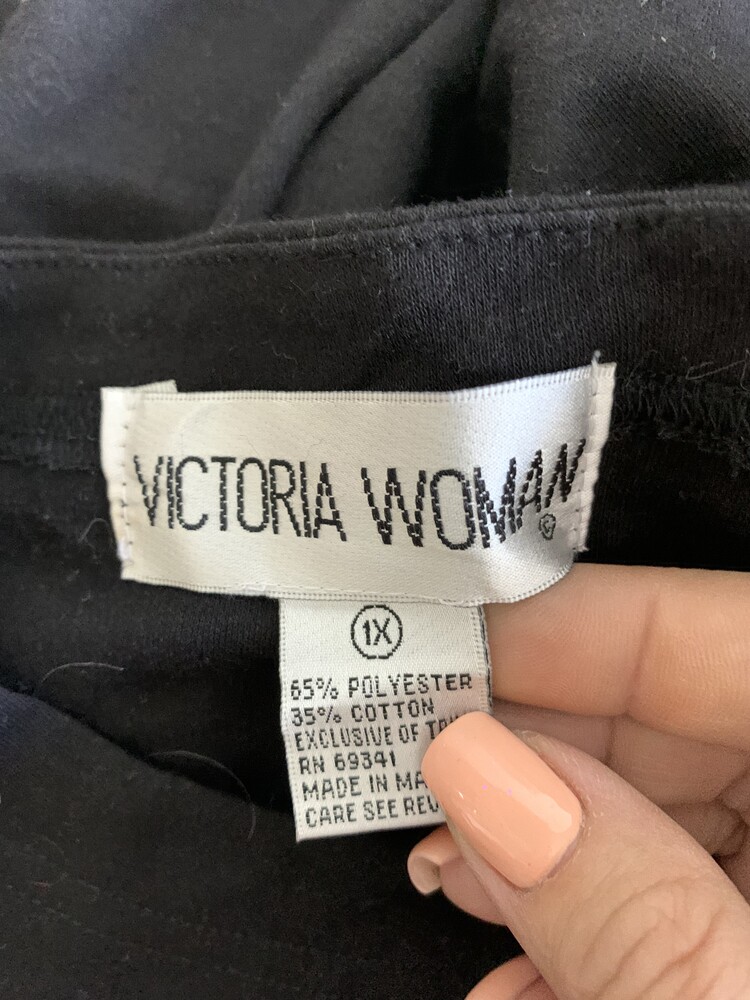 VICTORIA WOMAN
1X
65% POLYESTER
35% COTTON
EXCLUSIVE OF
RN 69341
MADE IN
CARE SEE